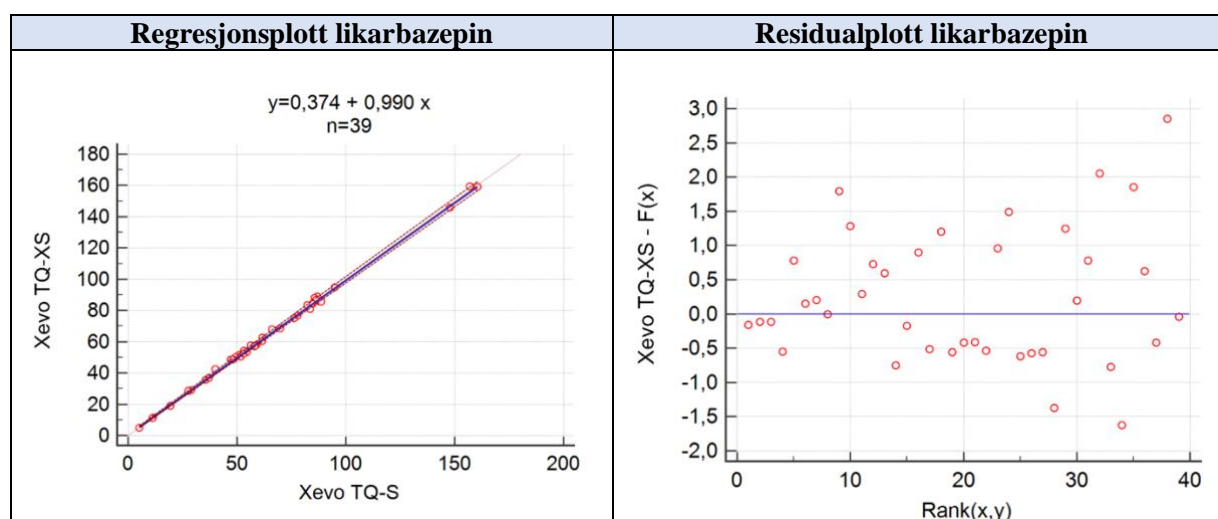 Regresjonsplott likarbazepin
Residualplott likarbazepin
y=0,374 + 0,990 x
n=39
180
160
140
120
100
80
60
40
20
0
Xevo TQ-XS
0 50 100 150 200
Xevo TQ-S
3,0
2,5
2,0
1,5
1,0
0,5
0,0
-0,5
-1,0
-1,5
-2,0
Xevo TQ-XS - F(x)
0 10 20 30 40
Rank(x,y)